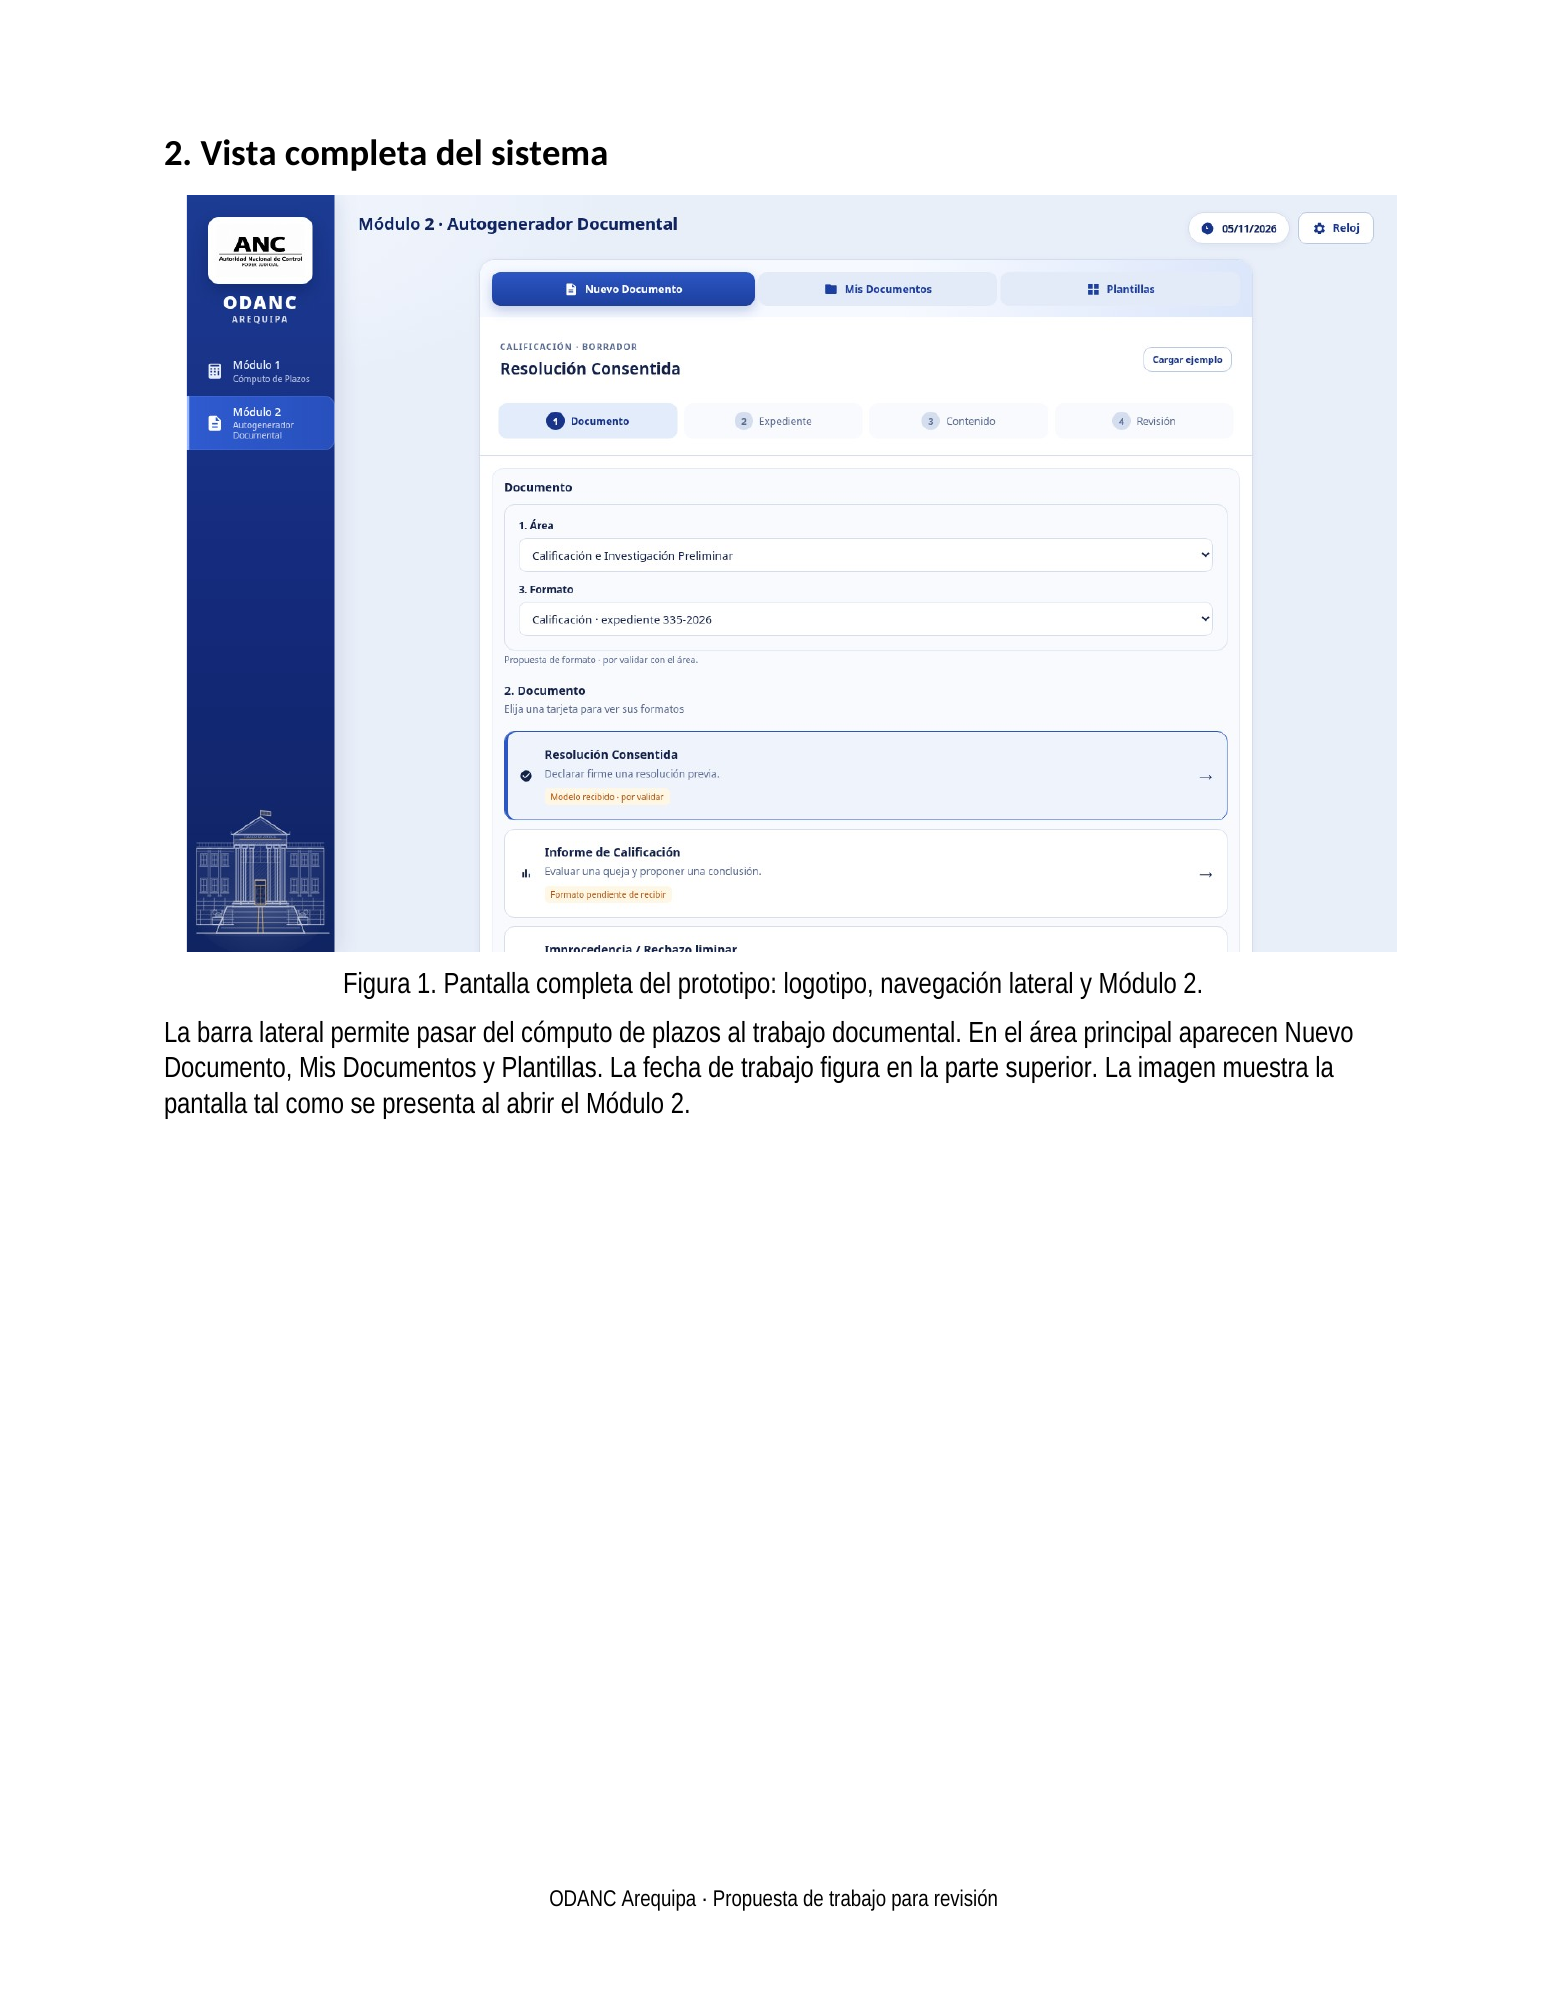 2. Vista completa del sistema
ANC
Autoridad Nacional de Control
PODER JUDICIAL
ODANC
AREQUIPA
Módulo 1
Cómputo de Plazos
Módulo 2
Autogenerador
Documental
Módulo 2 · Autogenerador Documental
05/11/2026
Reloj
Nuevo Documento
Mis Documentos
Plantillas
CALIFICACIÓN · BORRADOR
Resolución Consentida
Cargar ejemplo
1 Documento
2 Expediente
3 Contenido
4 Revisión
Documento
1. Área
Calificación e Investigación Preliminar
3. Formato
Calificación · expediente 335-2026
Propuesta de formato · por validar con el área.
2. Documento
Elija una tarjeta para ver sus formatos
Resolución Consentida
Declarar firme una resolución previa.
Modelo recibido · por validar
→
Informe de Calificación
Evaluar una queja y proponer una conclusión.
Formato pendiente de recibir
→
Improcedencia / Rechazo liminar
Figura 1. Pantalla completa del prototipo: logotipo, navegación lateral y Módulo 2.
La barra lateral permite pasar del cómputo de plazos al trabajo documental. En el área principal aparecen Nuevo
Documento, Mis Documentos y Plantillas. La fecha de trabajo figura en la parte superior. La imagen muestra la
pantalla tal como se presenta al abrir el Módulo 2.
ODANC Arequipa · Propuesta de trabajo para revisión